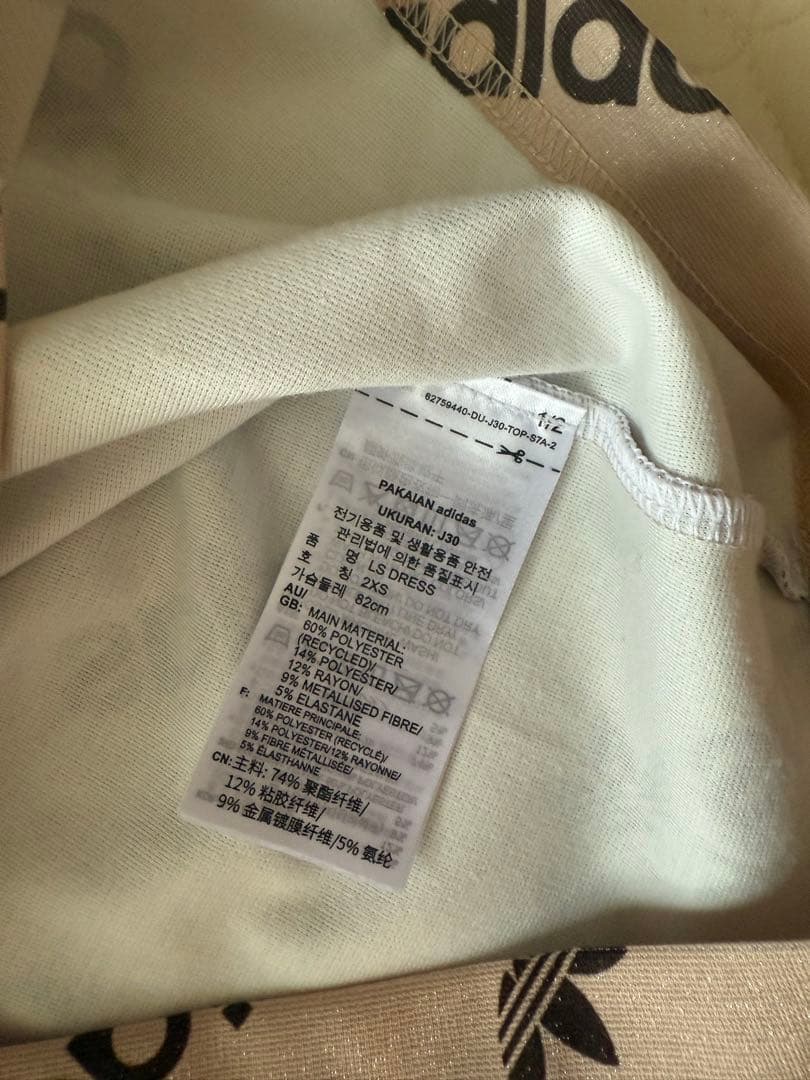 adidas
62759440-DU-J30-TOP-S7A-2
1/2
PAKAIAN adidas
UKURAN: J30
전기용품 및 생활용품 안전
관리법에 의한 품질표시
품 명 LS DRESS
호 칭 2XS
가슴둘레 82cm
AU/
GB: MAIN MATERIAL:
60% POLYESTER
(RECYCLED)/
14% POLYESTER/
12% RAYON/
9% METALLISED FIBRE/
5% ELASTANE
F: MATIERE PRINCIPALE:
60% POLYESTER (RECYCLÉ)/
14% POLYESTER/12% RAYONNE/
9% FIBRE MÉTALLISÉE/
5% ÉLASTHANNE
CN: 主料: 74% 聚酯纤维/
12% 粘胶纤维/
9% 金属镀膜纤维/5% 氨纶